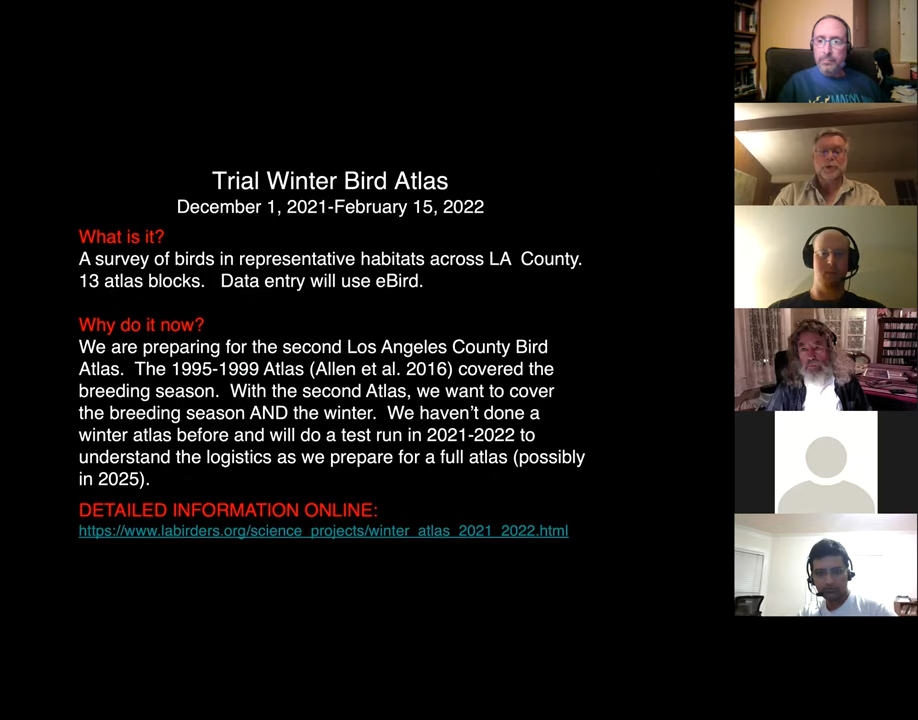 Trial Winter Bird Atlas
December 1, 2021-February 15, 2022
What is it?
A survey of birds in representative habitats across LA County.
13 atlas blocks. Data entry will use eBird.
Why do it now?
We are preparing for the second Los Angeles County Bird
Atlas. The 1995-1999 Atlas (Allen et al. 2016) covered the
breeding season. With the second Atlas, we want to cover
the breeding season AND the winter. We haven't done a
winter atlas before and will do a test run in 2021-2022 to
understand the logistics as we prepare for a full atlas (possibly
in 2025).
DETAILED INFORMATION ONLINE:
https://www.labirders.org/science_projects/winter_atlas_2021_2022.html